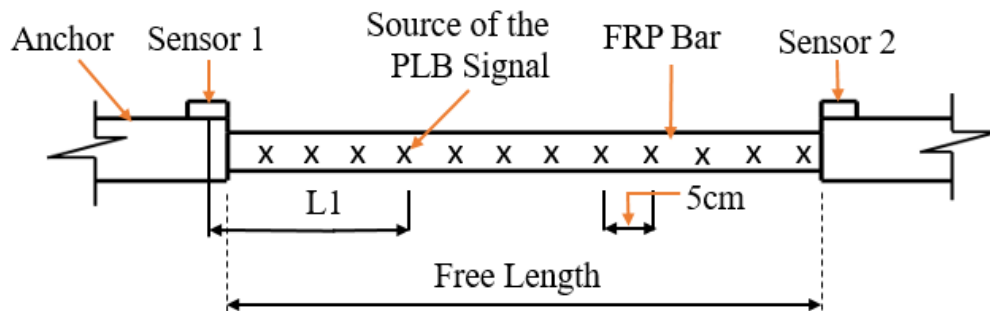 Anchor
Sensor 1
Source of the
PLB Signal
FRP Bar
Sensor 2
x x x x x x x x x x x x
L1
5cm
Free Length